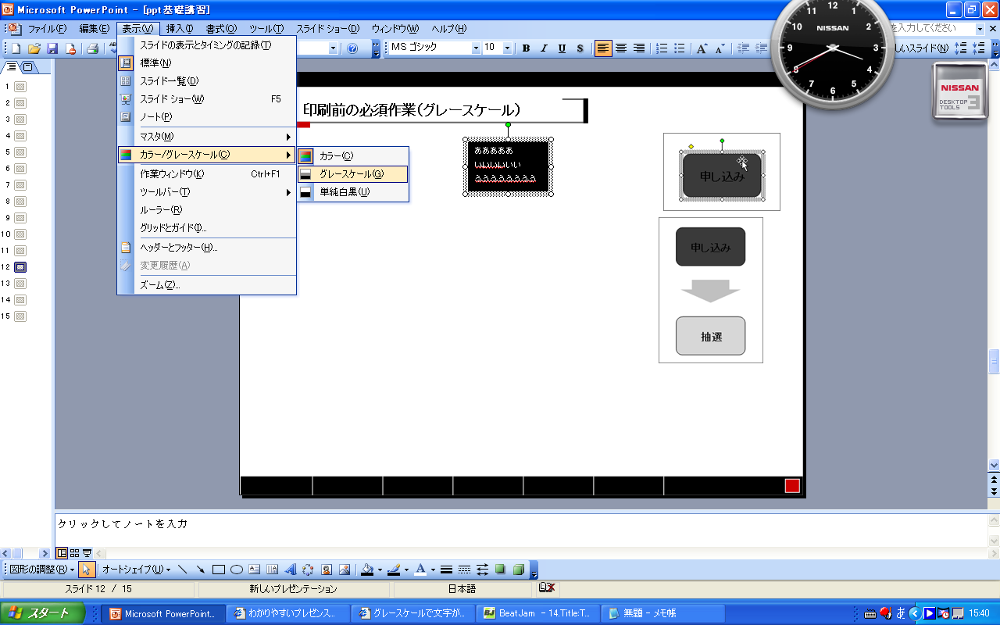 Microsoft PowerPoint - [ppt基礎講習]
ファイル(F) 編集(E) 表示(V) 挿入(I) 書式(O) ツール(T) スライド ショー(D) ウィンドウ(W) ヘルプ(H) を入力してください
MS ゴシック 10 B I U S A A しいスライド(N)
スライドの表示とタイミングの記録(T)
標準(N)
スライド一覧(D)
スライド ショー(W) F5
ノート(P)
マスタ(M)
カラー/グレースケール(C)
作業ウィンドウ(K) Ctrl+F1
ツールバー(T)
ルーラー(R)
グリッドとガイド(I)...
ヘッダーとフッター(H)...
変更履歴(A)
ズーム(Z)...
カラー(C)
グレースケール(G)
単純白黒(U)
1
2
3
4
5
6
7
8
9
10
11
12
13
14
15
印刷前の必須作業(グレースケール)
あああああ
いいいいい
ううううううう
申し込み
申し込み
抽選
12
1
2
3
4
5
6
7
8
9
10
11
NISSAN
NISSAN
DESKTOP
TOOLS 3
クリックしてノートを入力
図形の調整(R) オートシェイプ(U)
スライド 12 / 15 新しいプレゼンテーション 日本語
スタート Microsoft PowerPoint... わかりやすいプレゼンス... グレースケールで文字が... BeatJam - 14.Title:T... 無題 - メモ帳 あ 15:40